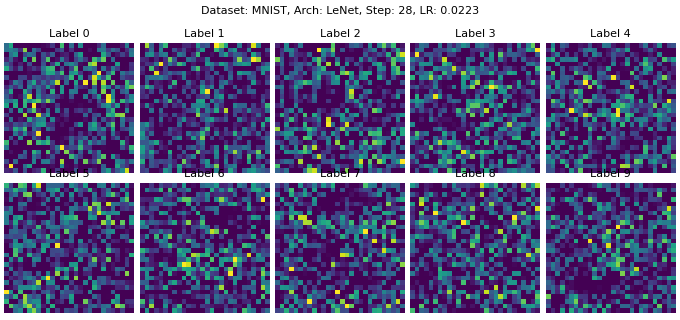 Dataset: MNIST, Arch: LeNet, Step: 28, LR: 0.0223
Label 0 Label 1 Label 2 Label 3 Label 4
Label 5 Label 6 Label 7 Label 8 Label 9